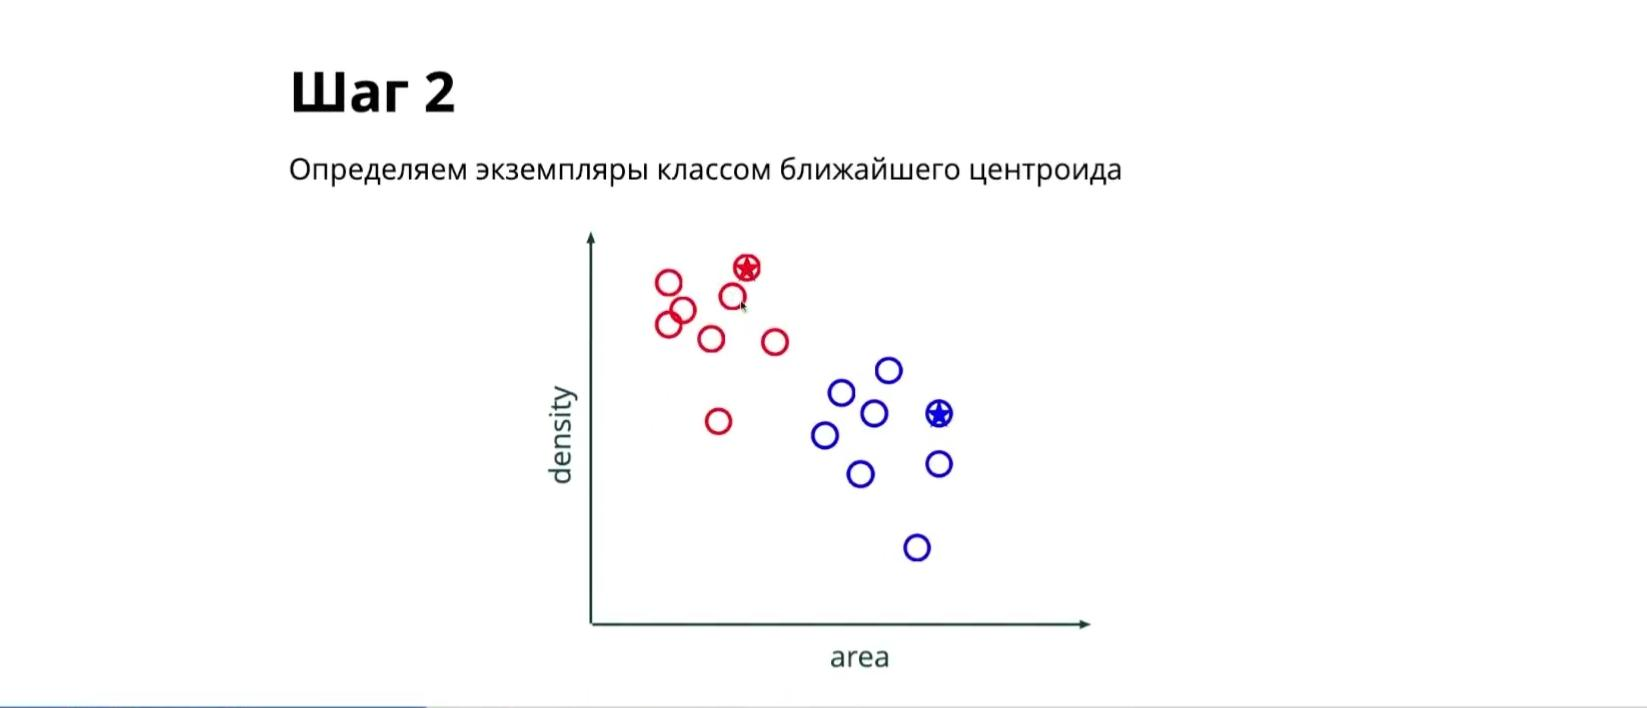 Шаг 2
Определяем экземпляры классом ближайшего центроида
density
area